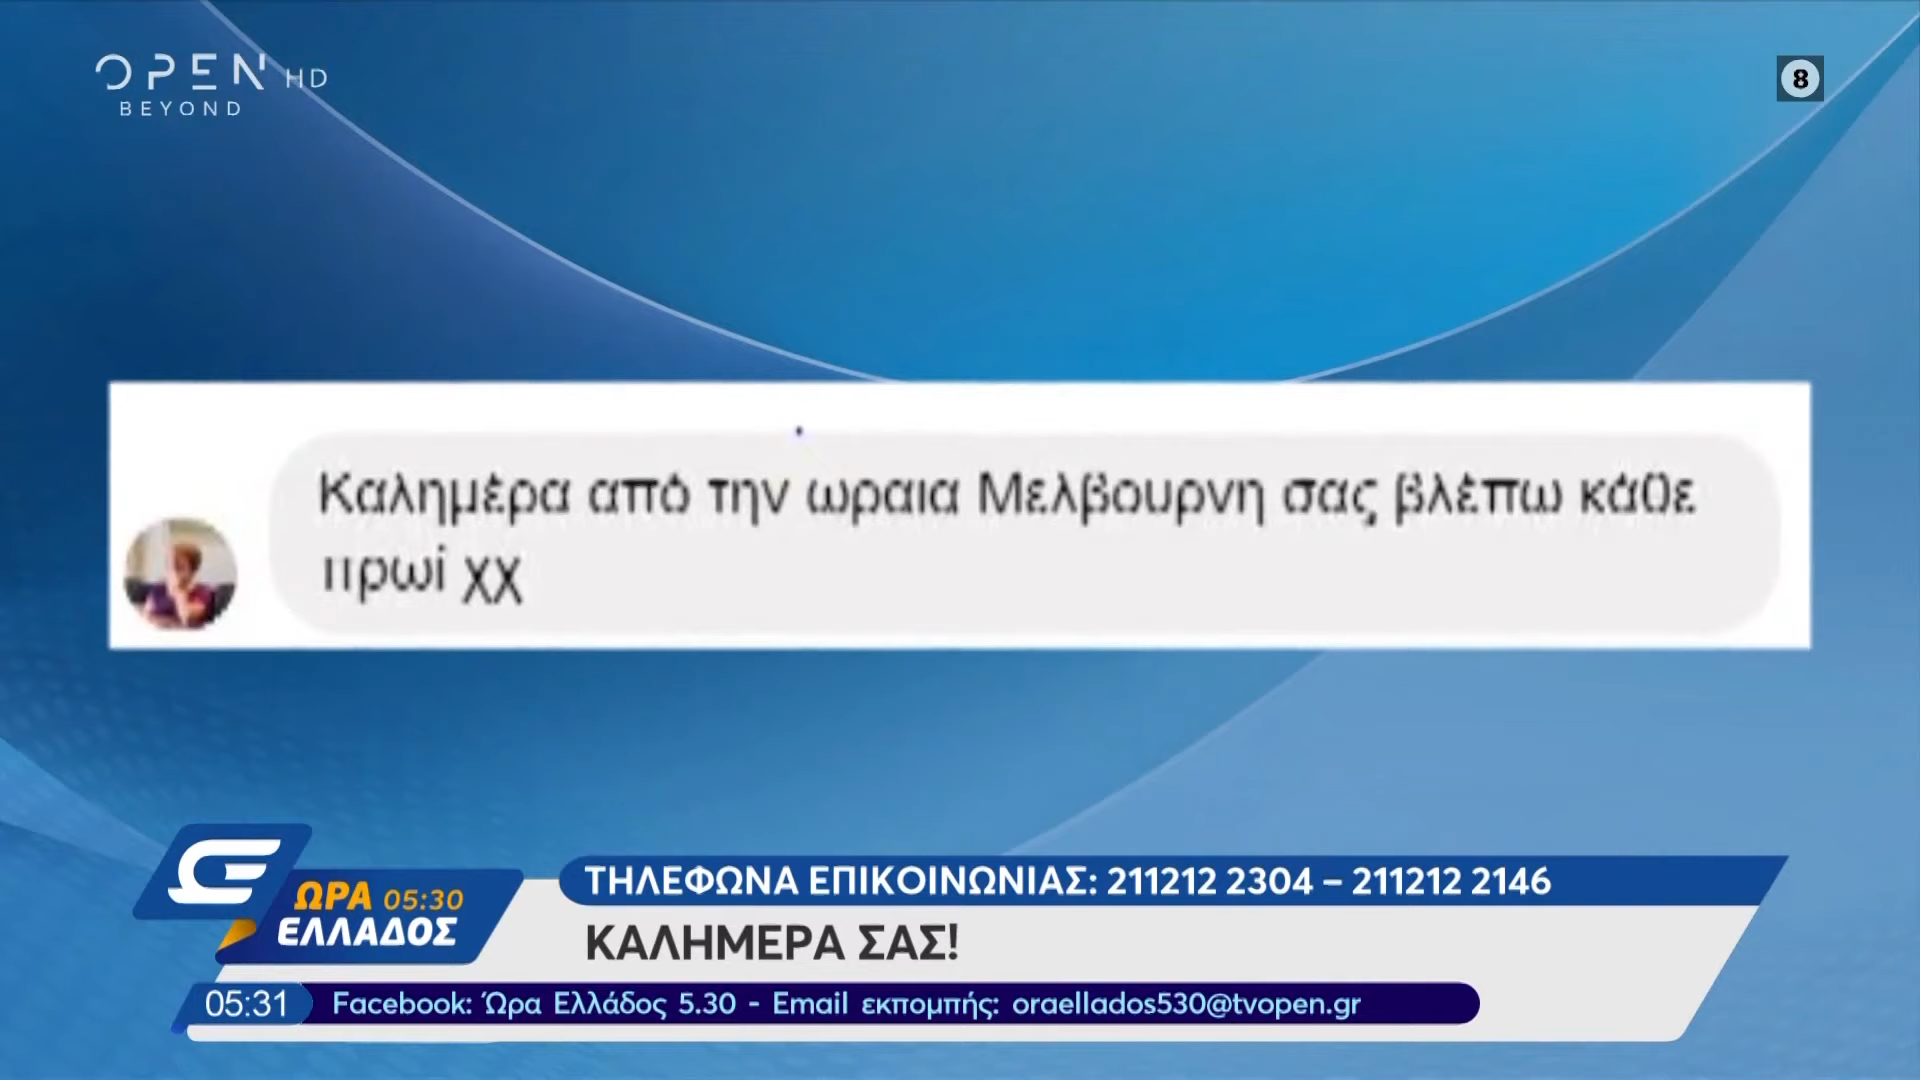 OPEN HD
BEYOND
8
Καλημέρα από την ωραια Μελβουρνη σας βλέπω κάθε
πρωί χχ
ΤΗΛΕΦΩΝΑ ΕΠΙΚΟΙΝΩΝΙΑΣ: 211212 2304 – 211212 2146
ΩΡΑ 05:30
ΕΛΛΑΔΟΣ
ΚΑΛΗΜΕΡΑ ΣΑΣ!
05:31
Facebook: Ώρα Ελλάδος 5.30 - Email εκπομπής: oraellados530@tvopen.gr